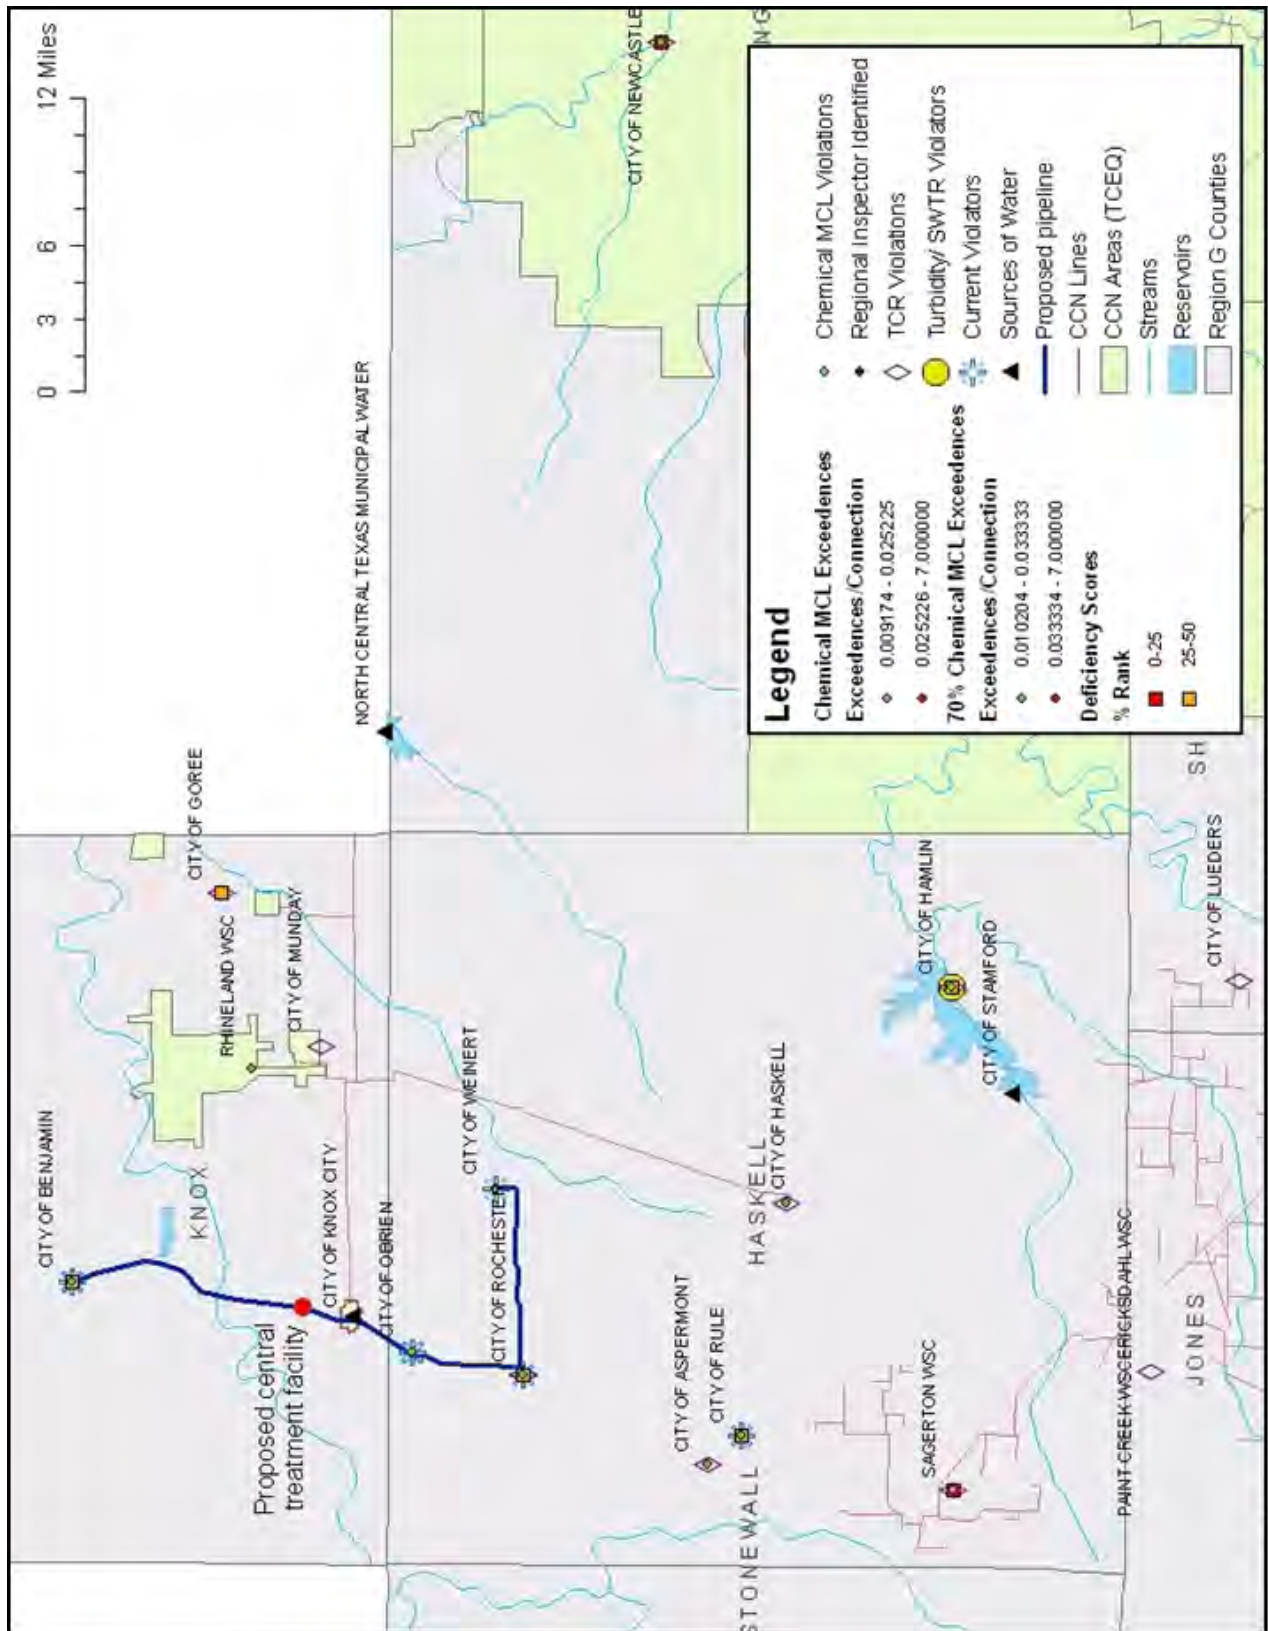 0 3 6 12 Miles
CITY OF BENJAMIN
KNOX
Proposed central
treatment facility
CITY OF KNOX CITY
CITY OF OBRIEN
RHINELAND WSC
CITY OF MUNDAY
CITY OF GOREE
NORTH CENTRAL TEXAS MUNICIPAL WATER
CITY OF NEWCASTLE
CITY OF WEINERT
CITY OF ROCHESTER
CITY OF ASPERMONT
CITY OF RULE
STONEWALL
HASKELL
CITY OF HASKELL
SAGERTON WSC
CITY OF HAMLIN
CITY OF STAMFORD
JONES
CITY OF LUEDERS
SH
NG
Legend
Chemical MCL Exceedences
Exceedences/Connection
0.009174 - 0.025225
0.025226 - 7.000000
70% Chemical MCL Exceedences
Exceedences/Connection
0.010204 - 0.033333
0.033334 - 7.000000
Deficiency Scores
% Rank
0-25
25-50
Chemical MCL Violations
Regional Inspector Identified
TCR Violations
Turbidity/ SWTR Violators
Current Violators
Sources of Water
Proposed pipeline
CCN Lines
CCN Areas (TCEQ)
Streams
Reservoirs
Region G Counties